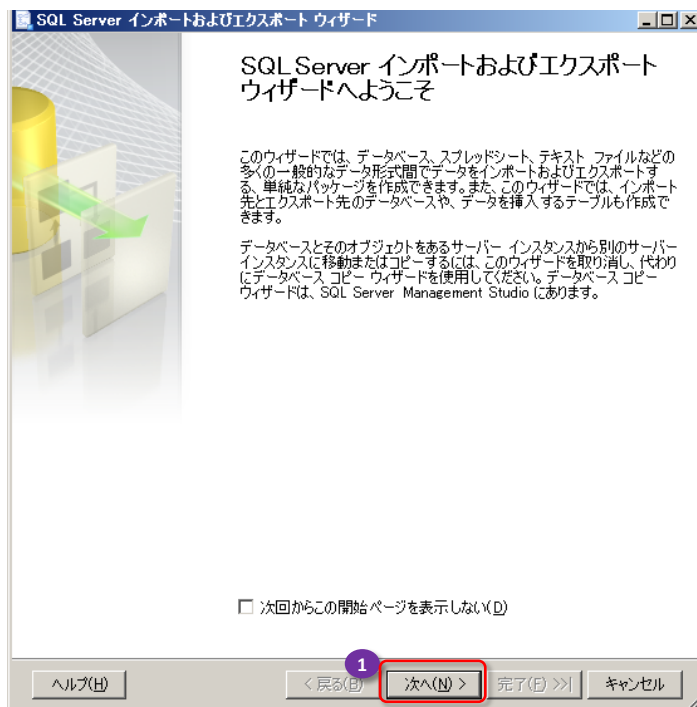 SQL Server インポートおよびエクスポート ウィザード
SQL Server インポートおよびエクスポート
ウィザードへようこそ
このウィザードでは、データベース、スプレッドシート、テキスト ファイルなどの
多くの一般的なデータ形式間でデータをインポートおよびエクスポートす
る、単純なパッケージを作成できます。また、このウィザードでは、インポート
先とエクスポート先のデータベースや、データを挿入するテーブルも作成で
きます。
データベースとそのオブジェクトをあるサーバー インスタンスから別のサーバー
インスタンスに移動またはコピーするには、このウィザードを取り消し、代わり
にデータベース コピー ウィザードを使用してください。データベース コピー
ウィザードは、SQL Server Management Studio にあります。
次回からこの開始ページを表示しない(D)
1
ヘルプ(H) < 戻る(B) 次へ(N) > 完了(F) >>| キャンセル